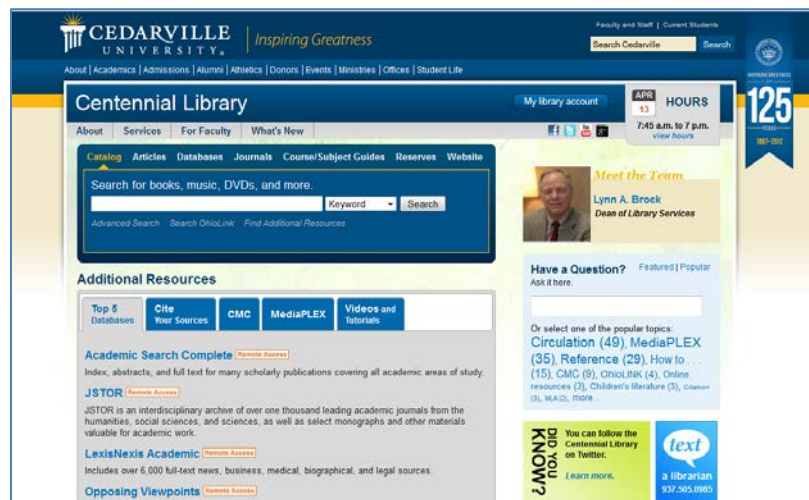 CEDARVILLE
UNIVERSITY®
Inspiring Greatness
Faculty and Staff | Current Students
Search Cedarville
Search
About | Academics | Admissions | Alumni | Athletics | Donors | Events | Ministries | Offices | Student Life
INSPIRING GREATNESS
125
YEARS
1887-2012
Centennial Library
My library account
APR
13
HOURS
7:45 a.m. to 7 p.m.
view hours
About
Services
For Faculty
What's New
Catalog Articles Databases Journals Course/Subject Guides Reserves Website
Search for books, music, DVDs, and more.
Keyword
Search
Advanced Search Search OhioLink Find Additional Resources
Meet the Team
Lynn A. Brock
Dean of Library Services
Additional Resources
Top 5
Databases
Cite
Your Sources
CMC
MediaPLEX
Videos and
Tutorials
Academic Search Complete Remote Access
Index, abstracts, and full text for many scholarly publications covering all academic areas of study.
JSTOR Remote Access
JSTOR is an interdisciplinary archive of over one thousand leading academic journals from the
humanities, social sciences, and sciences, as well as select monographs and other materials
valuable for academic work.
LexisNexis Academic Remote Access
Includes over 6,000 full-text news, business, medical, biographical, and legal sources.
Opposing Viewpoints Remote Access
Have a Question?
Featured | Popular
Ask it here.
Or select one of the popular topics:
Circulation (49), MediaPLEX
(35), Reference (29), How to . . .
(15), CMC (9), OhioLINK (4), Online
resources (3), Children's literature (3), Citation
(3), MLA (2), more...
DID YOU
KNOW?
You can follow the
Centennial Library
on Twitter.
Learn more.
text
a librarian
937.505.0985